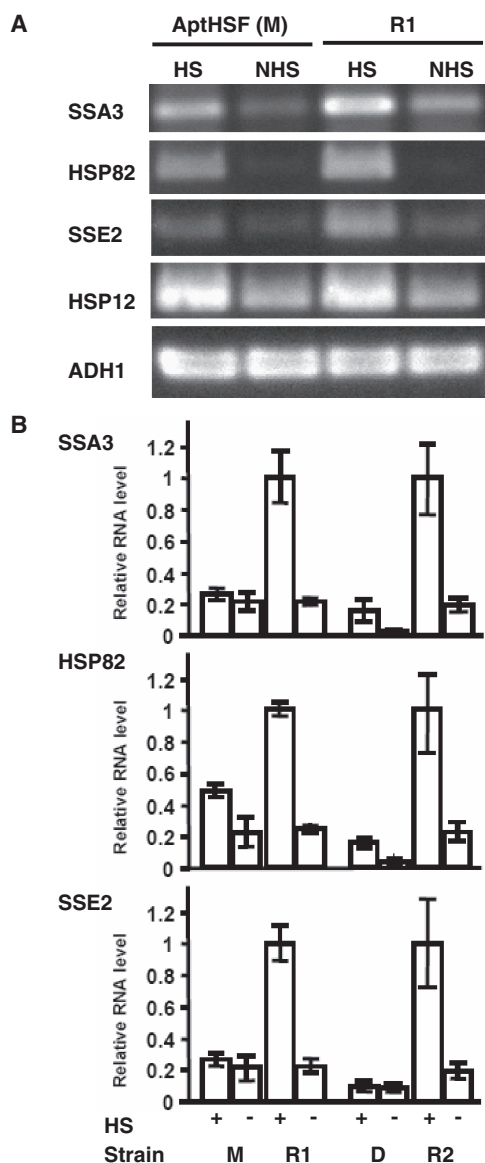 A
AptHSF (M) R1
HS NHS HS NHS
SSA3
HSP82
SSE2
HSP12
ADH1
B
SSA3
Relative RNA level
1.2
1
0.8
0.6
0.4
0.2
0
HSP82
Relative RNA level
1.2
1
0.8
0.6
0.4
0.2
0
SSE2
Relative RNA level
1.2
1
0.8
0.6
0.4
0.2
0
HS + - + - + - + -
Strain M R1 D R2